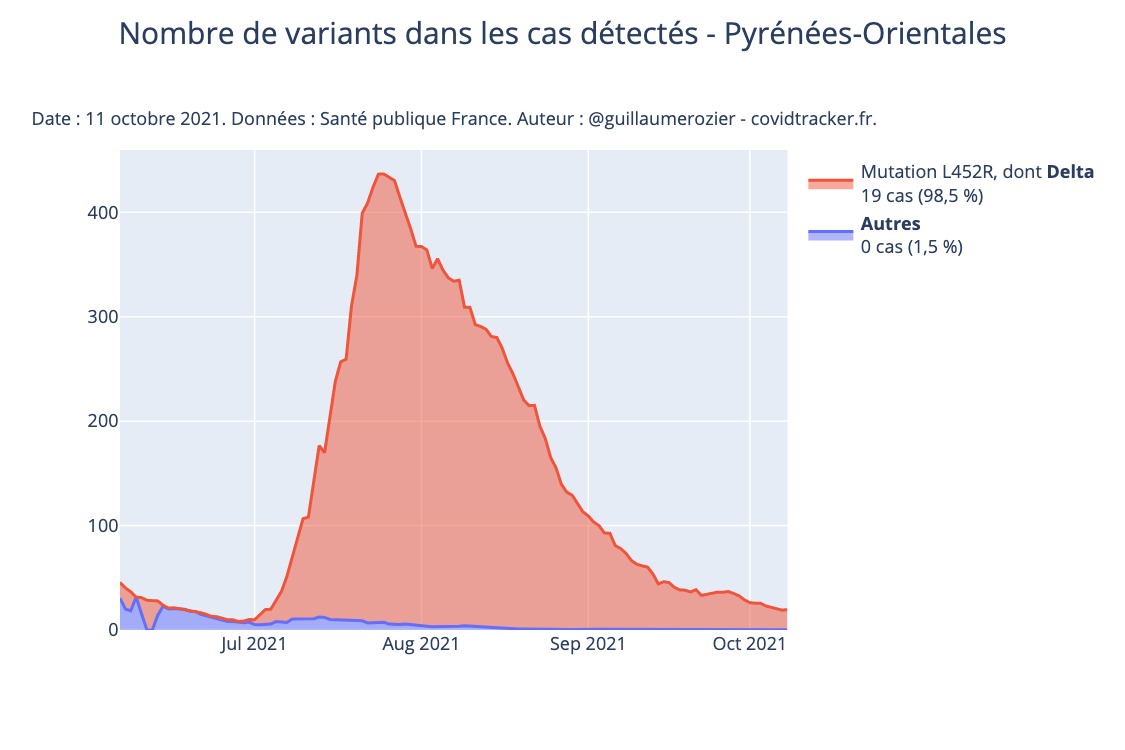 Nombre de variants dans les cas détectés - Pyrénées-Orientales
Date : 11 octobre 2021. Données : Santé publique France. Auteur : @guillaumerozier - covidtracker.fr.
Mutation L452R, dont Delta
19 cas (98,5 %)
Autres
0 cas (1,5 %)
400
300
200
100
0
Jul 2021 Aug 2021 Sep 2021 Oct 2021